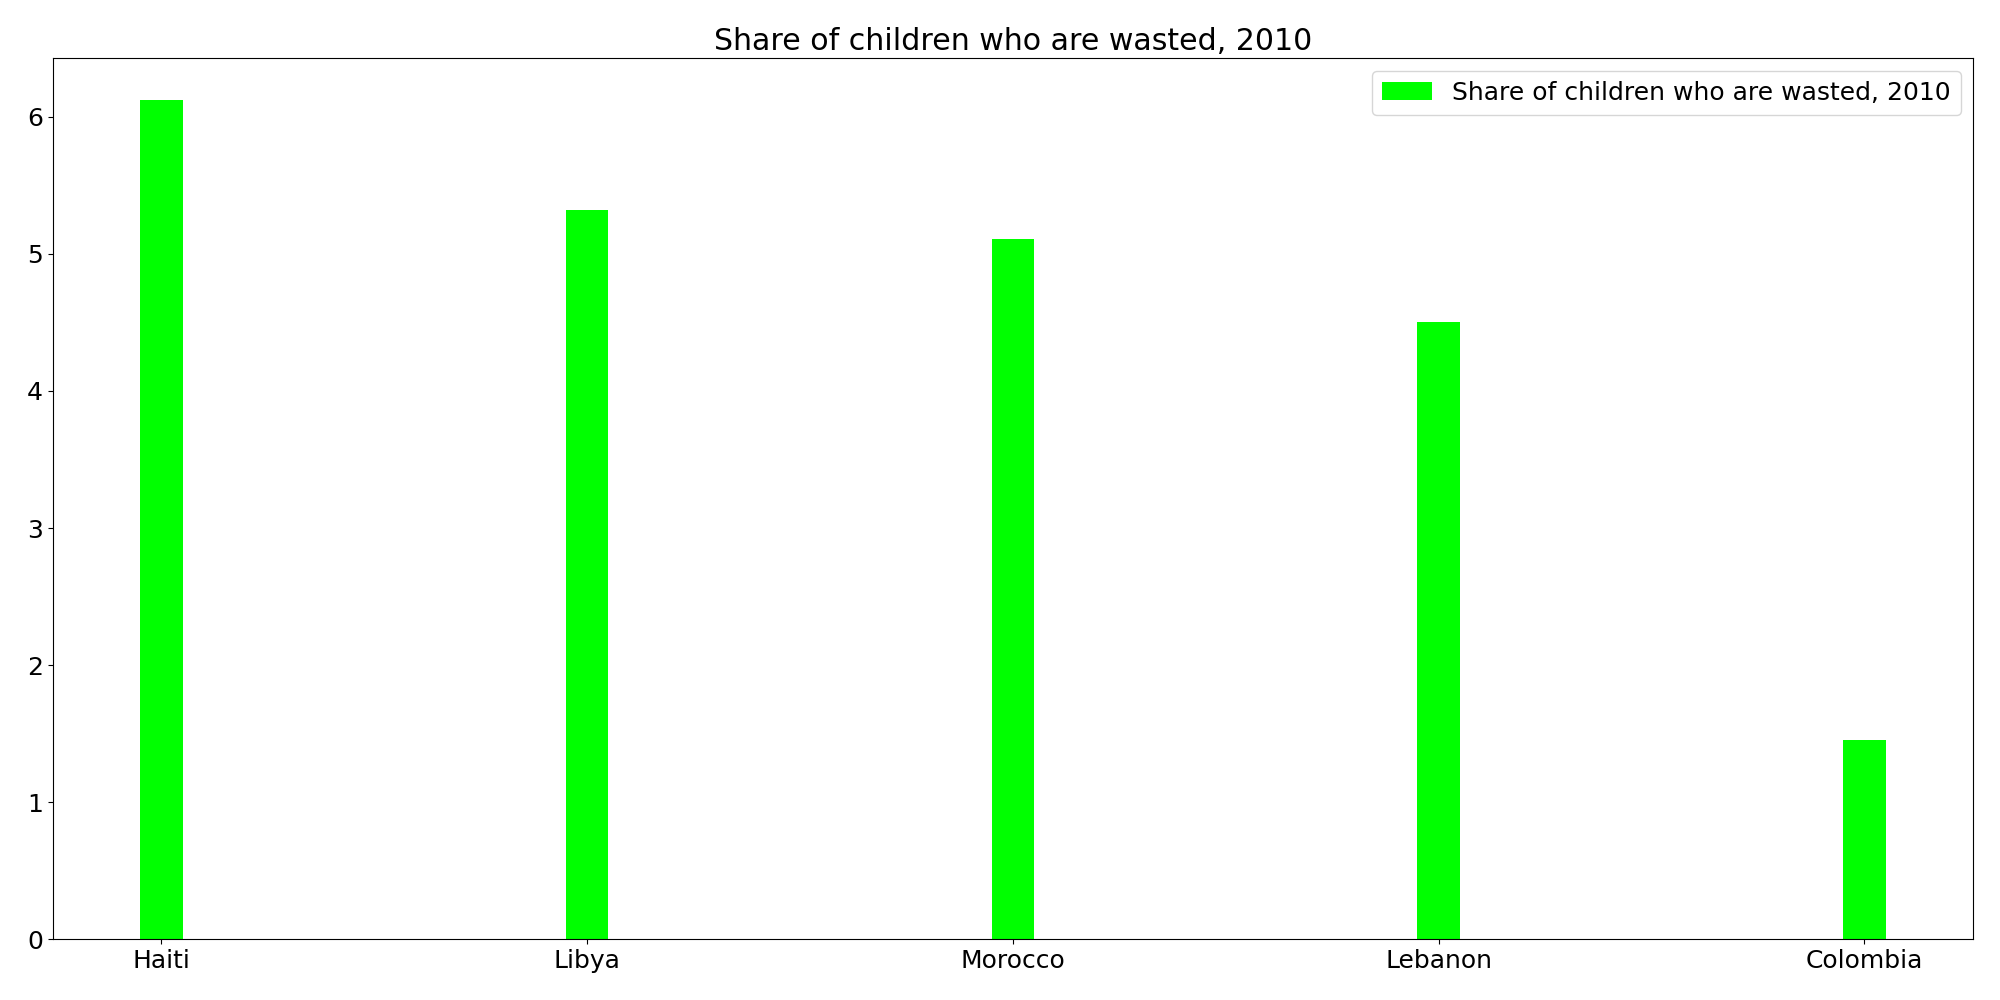 Share of children who are wasted, 2010
Share of children who are wasted, 2010
6
5
4
3
2
1
0
Haiti Libya Morocco Lebanon Colombia